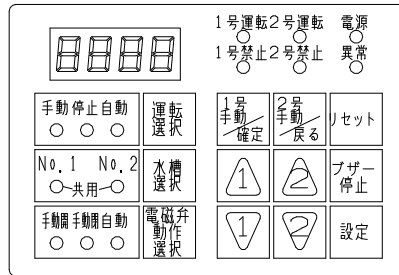 8888
1号運転 2号運転 電源
1号禁止 2号禁止 異常
手動 停止 自動
運転
選択
1号
手動
確定
2号
手動
戻る
リセット
No.1 No.2
共用
水槽
選択
1
2
ブザー
停止
手動開 手動閉 自動
電磁弁
動作
選択
1
2
設定